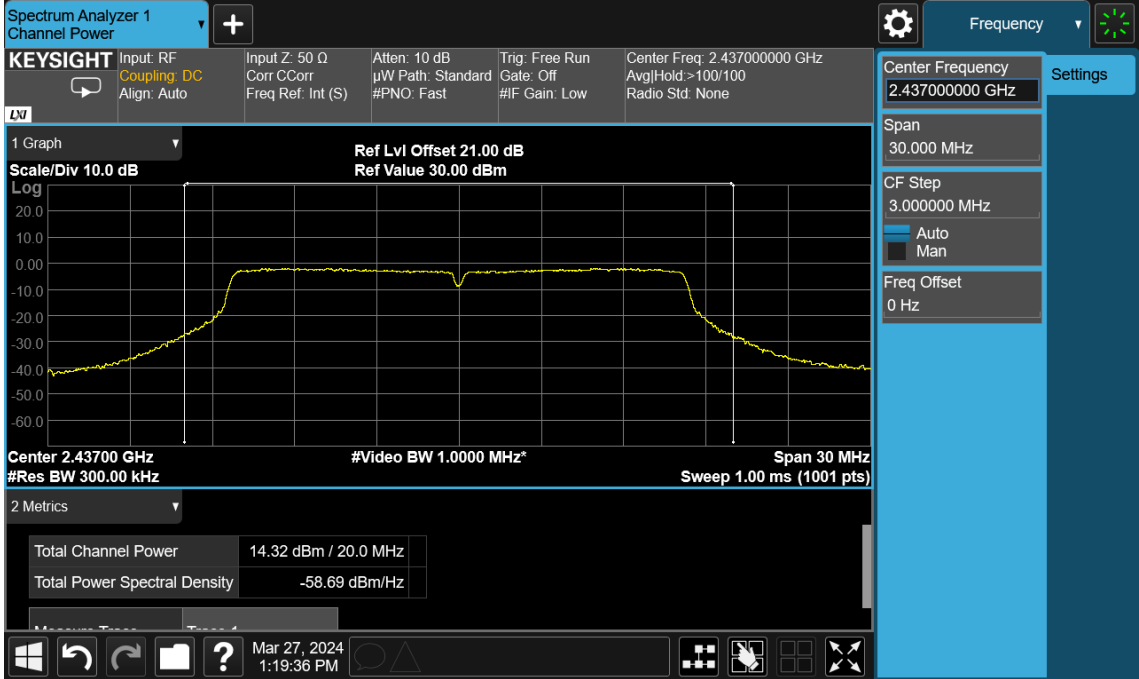 Spectrum Analyzer 1
Channel Power
+
Frequency
KEYSIGHT
LXI
Input: RF
Coupling: DC
Align: Auto
Input Z: 50 Ω
Corr CCorr
Freq Ref: Int (S)
Atten: 10 dB
µW Path: Standard
#PNO: Fast
Trig: Free Run
Gate: Off
#IF Gain: Low
Center Freq: 2.437000000 GHz
Avg|Hold:>100/100
Radio Std: None
Center Frequency
2.437000000 GHz
Settings
Span
30.000 MHz
CF Step
3.000000 MHz
Auto
Man
Freq Offset
0 Hz
1 Graph
Scale/Div 10.0 dB
Ref Lvl Offset 21.00 dB
Ref Value 30.00 dBm
Log
20.0
10.0
0.00
-10.0
-20.0
-30.0
-40.0
-50.0
-60.0
Center 2.43700 GHz
#Video BW 1.0000 MHz*
Span 30 MHz
#Res BW 300.00 kHz
Sweep 1.00 ms (1001 pts)
2 Metrics
Total Channel Power 14.32 dBm / 20.0 MHz
Total Power Spectral Density -58.69 dBm/Hz
Measure Trace Trace 1
?
Mar 27, 2024
1:19:36 PM